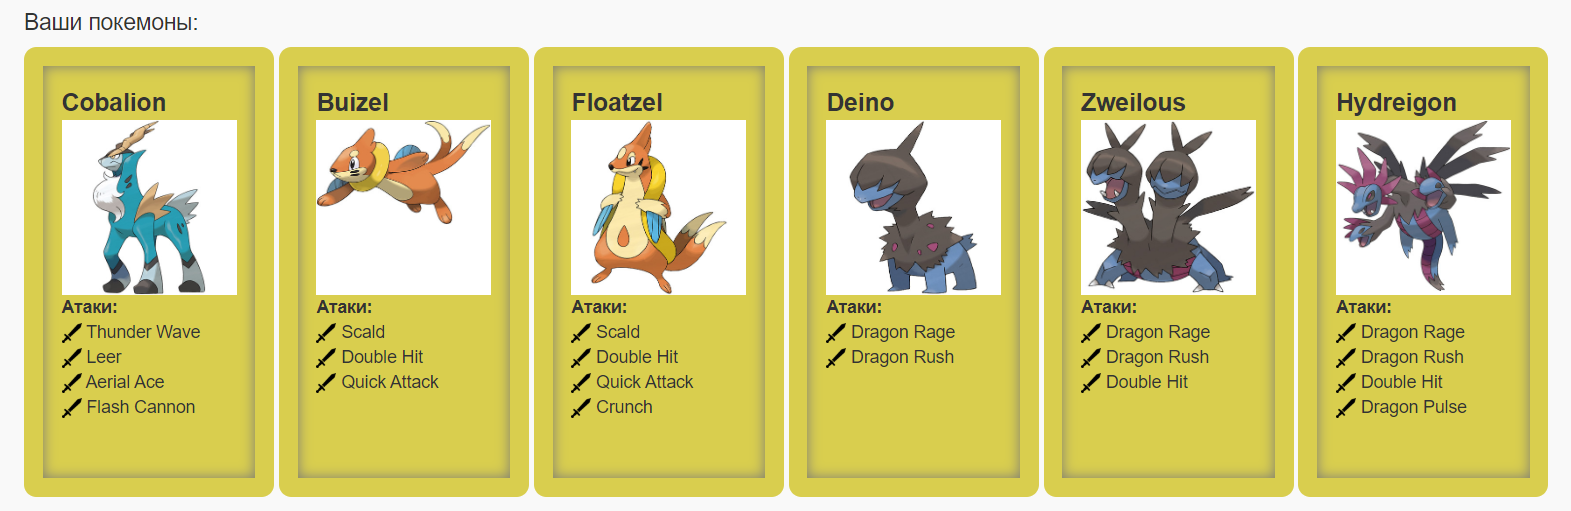 Ваши покемоны:
Cobalion
Атаки:
Thunder Wave
Leer
Aerial Ace
Flash Cannon
Buizel
Атаки:
Scald
Double Hit
Quick Attack
Floatzel
Атаки:
Scald
Double Hit
Quick Attack
Crunch
Deino
Атаки:
Dragon Rage
Dragon Rush
Zweilous
Атаки:
Dragon Rage
Dragon Rush
Double Hit
Hydreigon
Атаки:
Dragon Rage
Dragon Rush
Double Hit
Dragon Pulse